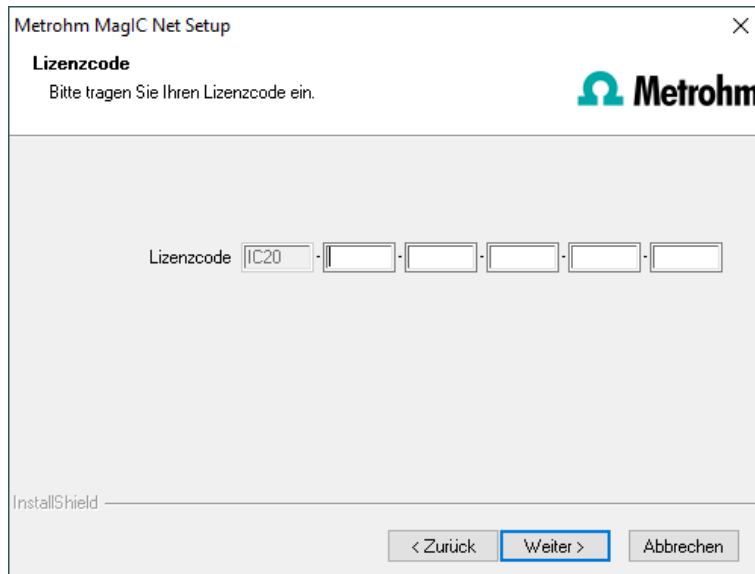 Metrohm MagIC Net Setup
Lizenzcode
Bitte tragen Sie Ihren Lizenzcode ein.
Metrohm
Lizenzcode IC20 - - - - -
InstallShield
< Zurück Weiter > Abbrechen